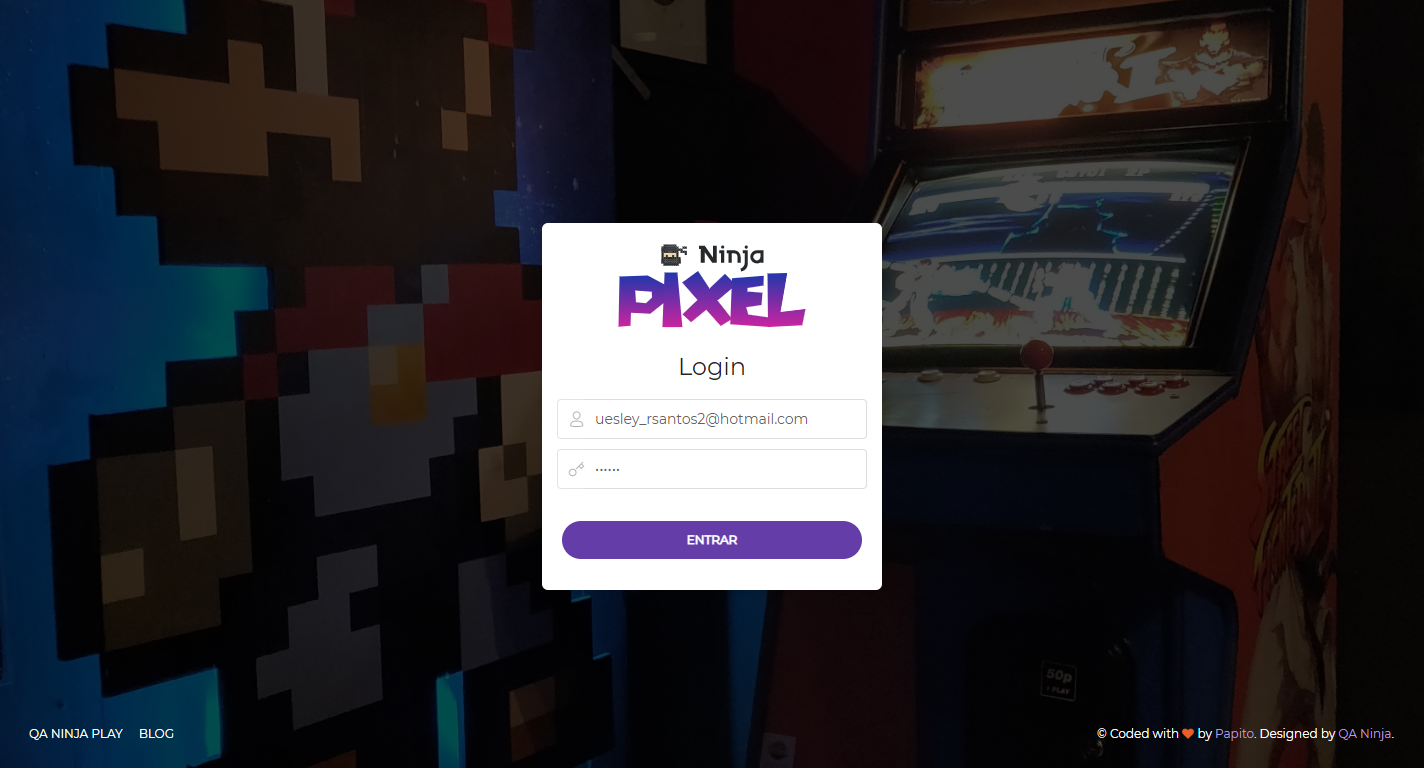 Ninja
PIXEL
Login
uesley_rsantos2@hotmail.com
••••••
ENTRAR
50p
QA NINJA PLAY BLOG
© Coded with ❤ by Papito. Designed by QA Ninja.